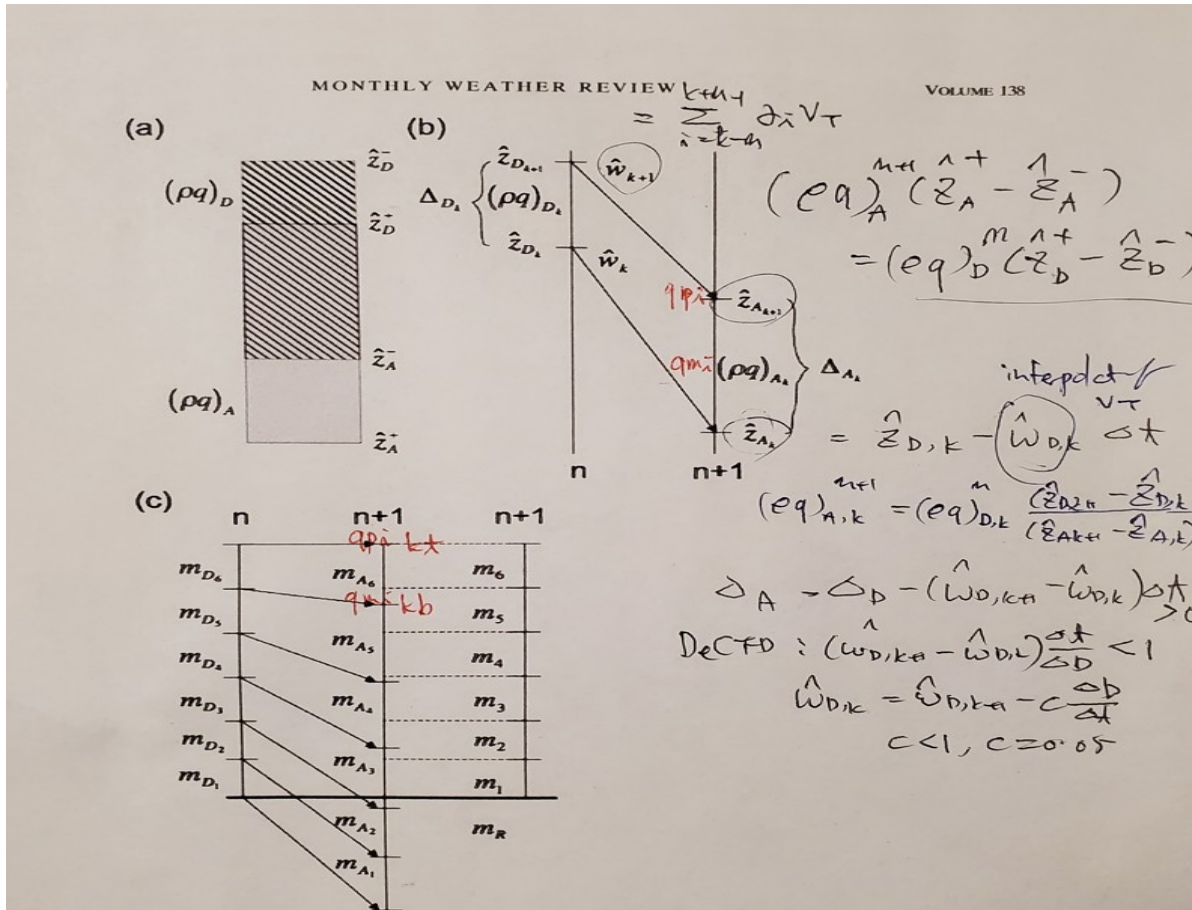 MONTHLY WEATHER REVIEW VOLUME 138
= Σ_{i=k-n}^{k+n-1} ∂_i V_T
(a)
ẑ_D^-
(ρq)_D
ẑ_D^+
ẑ_A^-
(ρq)_A
ẑ_A^+
(b)
ẑ_{D_{k+1}} ŵ_{k+1}
Δ_{D_k} { (ρq)_{D_k}
ẑ_{D_k} ŵ_k
qpi ẑ_{A_{k+1}}
qmi (ρq)_{A_k} } Δ_{A_k}
ẑ_{A_k}
n n+1
(ρq)_A^{n+1} (ẑ_A^+ - ẑ_A^-)
= (ρq)_D^n (ẑ_D^+ - ẑ_D^-)
V_T
= ẑ_{D,k} - ŵ_{D,k} Δt
(ρq)_{A,k}^{n+1} = (ρq)_{D,k}^n (ẑ_{D,k+1} - ẑ_{D,k}) / (ẑ_{A,k+1} - ẑ_{A,k})
Δ_A = Δ_D - (ŵ_{D,k+1} - ŵ_{D,k}) Δt > 0
DeCFD : (ŵ_{D,k+1} - ŵ_{D,k}) Δt/ΔD < 1
ŵ_{D,k} = ŵ_{D,k+1} - C ΔD/Δt
C<1, C=0.05
(c)
n n+1 n+1
qpi kt
m_{D_6} m_{A_6} m_6
qmi kb
m_{D_5} m_{A_5} m_5
m_{D_4} m_{A_4} m_4
m_{D_3} m_{A_3} m_3
m_{D_2} m_{A_2} m_2
m_{D_1} m_{A_1} m_1
m_R